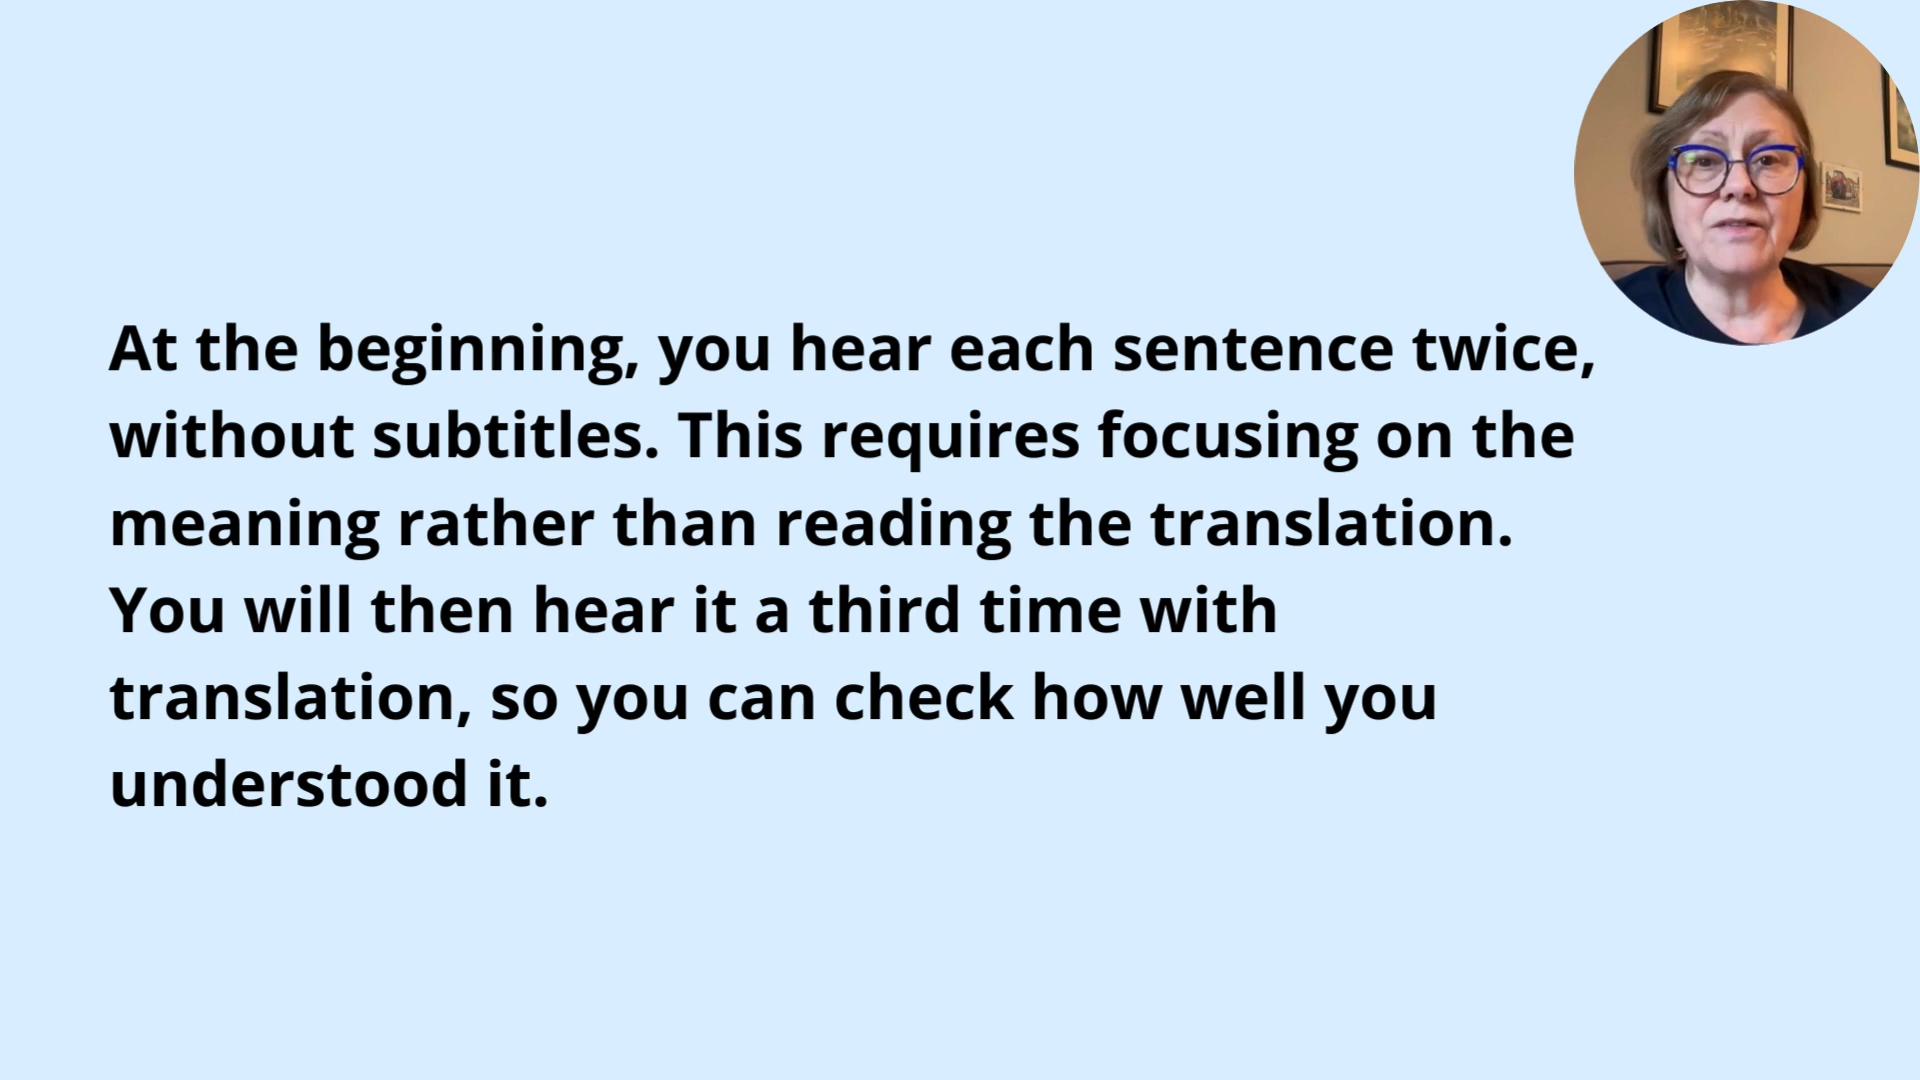 At the beginning, you hear each sentence twice,
without subtitles. This requires focusing on the
meaning rather than reading the translation.
You will then hear it a third time with
translation, so you can check how well you
understood it.